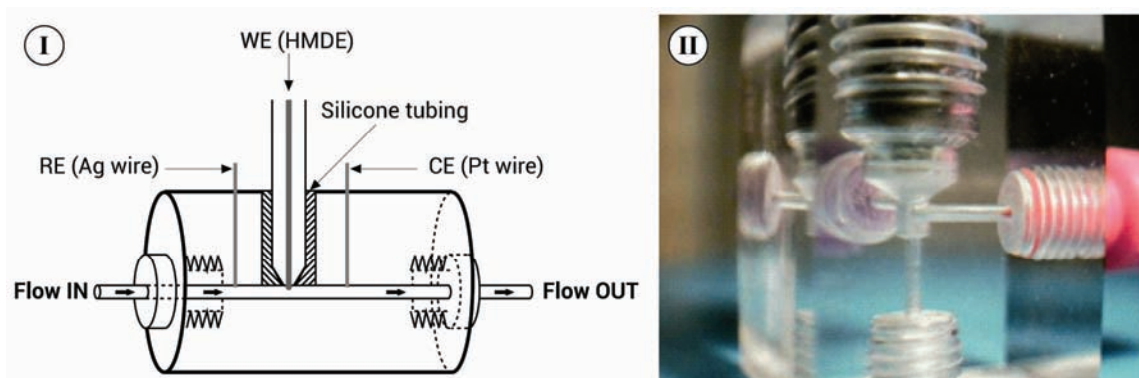 I
WE (HMDE)
Silicone tubing
RE (Ag wire)
CE (Pt wire)
Flow IN
Flow OUT
II